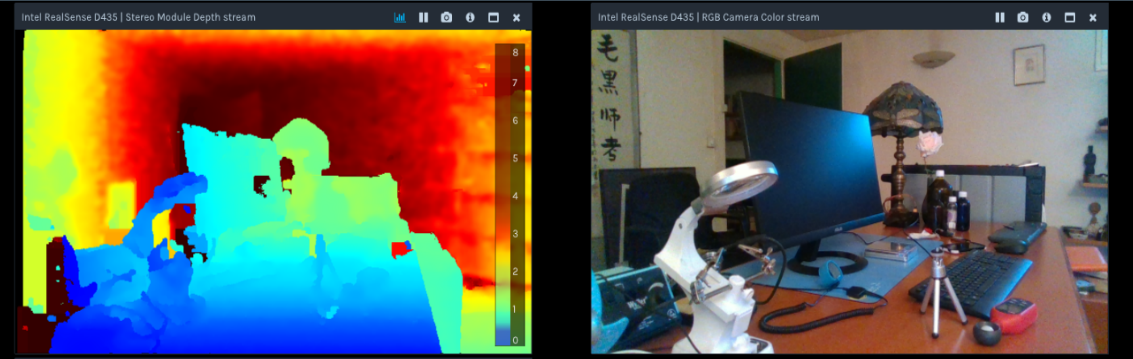 Intel RealSense D435 | Stereo Module Depth stream
8
7
6
5
4
3
2
1
0
Intel RealSense D435 | RGB Camera Color stream
毛
黑
师
考